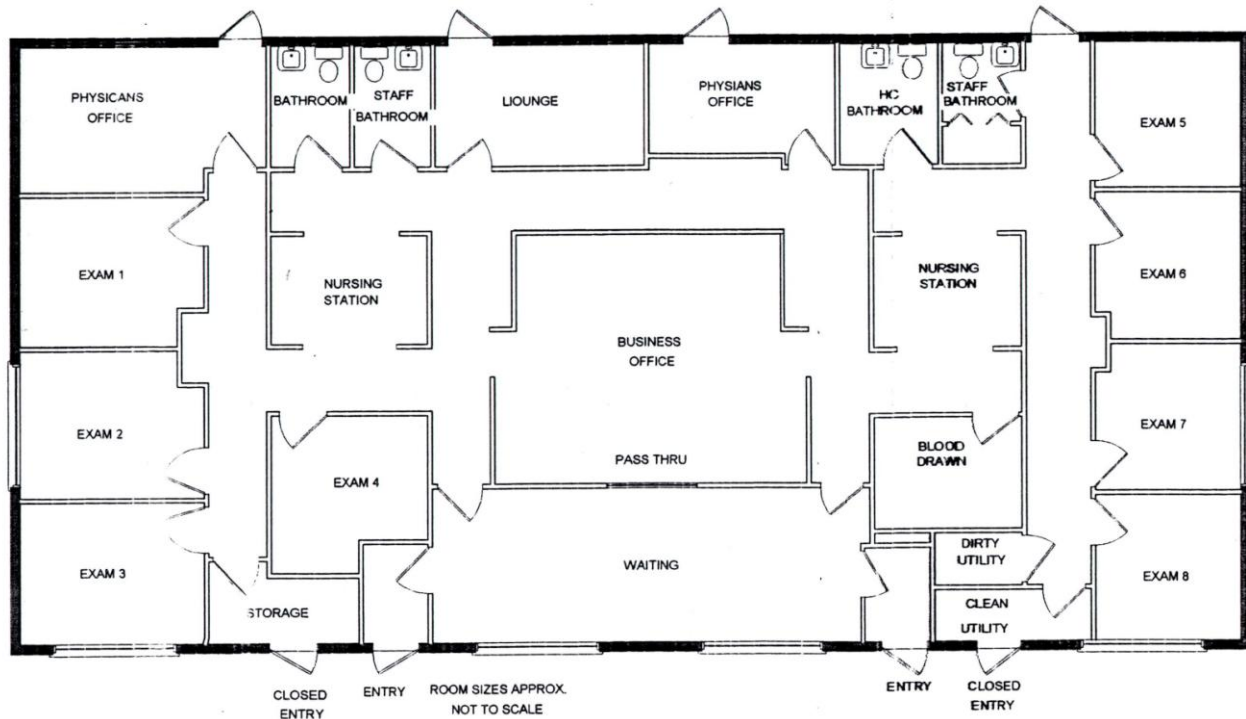 PHYSICANS
OFFICE
BATHROOM
STAFF
BATHROOM
LIOUNGE
PHYSIANS
OFFICE
HC
BATHROOM
STAFF
BATHROOM
EXAM 5
EXAM 1
NURSING
STATION
BUSINESS
OFFICE
NURSING
STATION
EXAM 6
EXAM 2
EXAM 4
PASS THRU
BLOOD
DRAWN
EXAM 7
EXAM 3
STORAGE
WAITING
DIRTY
UTILITY
CLEAN
UTILITY
EXAM 8
CLOSED
ENTRY
ENTRY
ROOM SIZES APPROX.
NOT TO SCALE
ENTRY
CLOSED
ENTRY